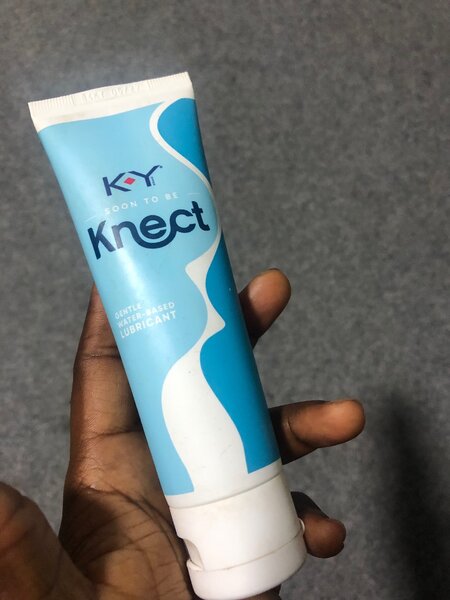 K-Y
SOON TO BE
Knect
GENTLE
WATER-BASED
LUBRICANT